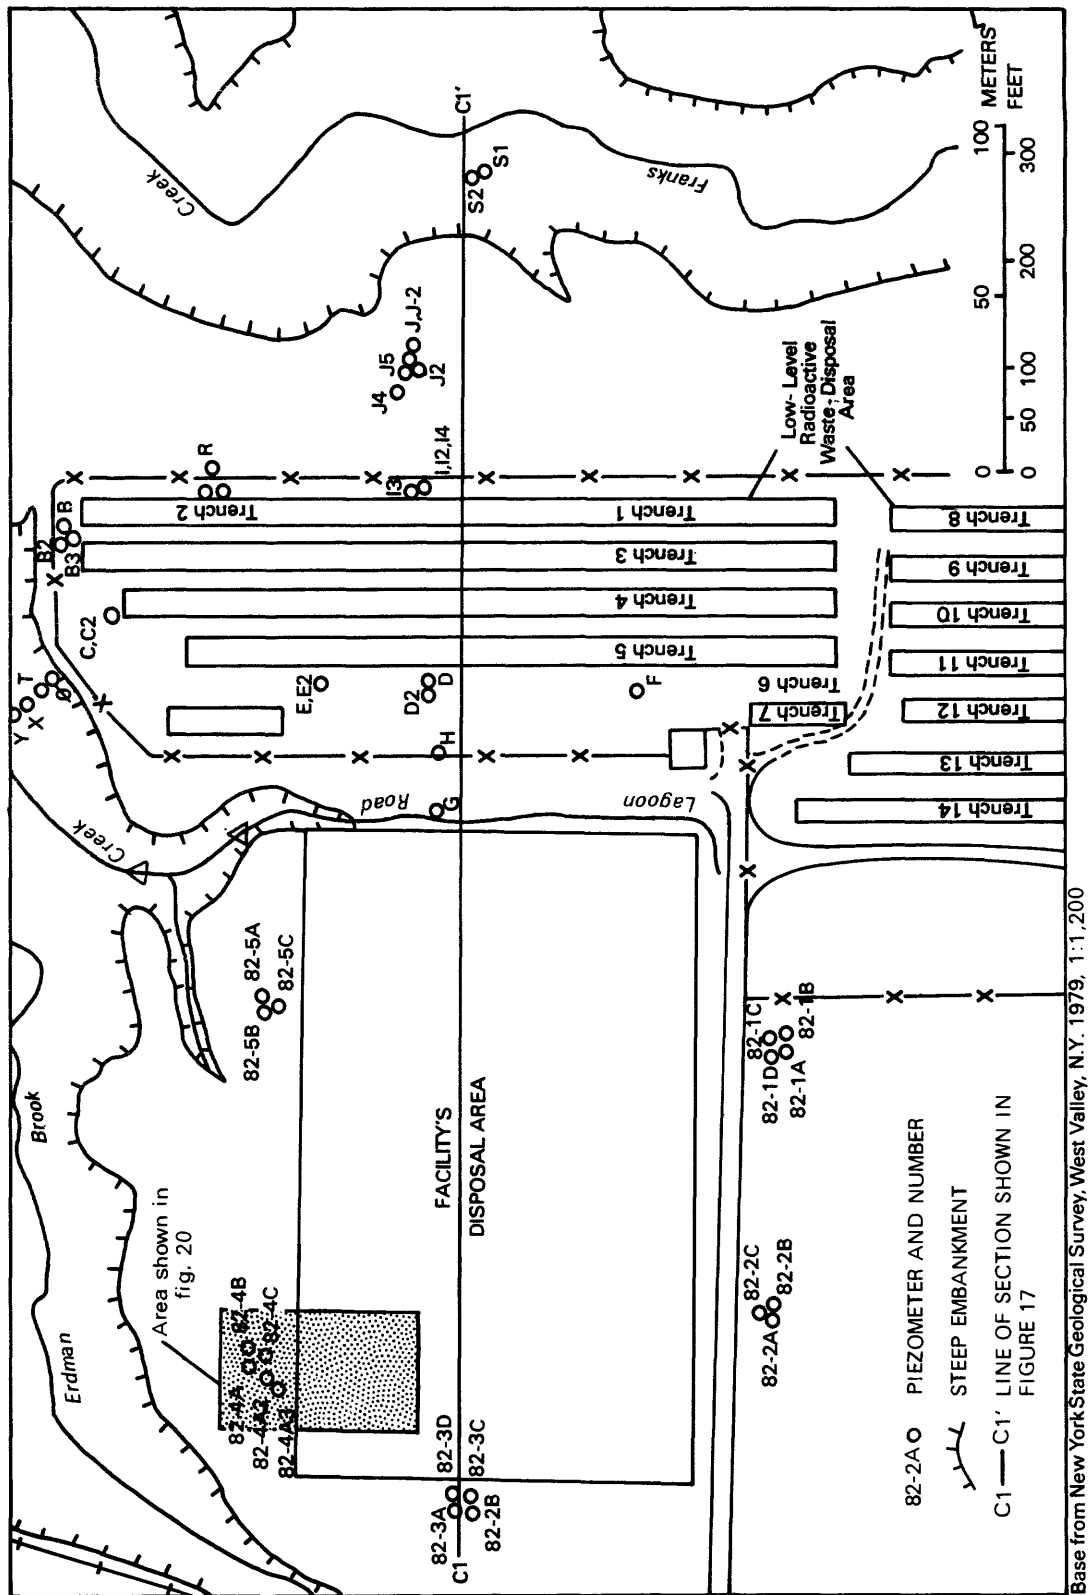 Erdman
Brook
Area shown in
fig. 20
82-4A
82-4B
82-4A2
82-4C
82-4A3
82-5B
82-5A
82-5C
Creek
Y
X
T
Ø
C,C2
B2
B3
B
R
Creek
Trench 2
E,E2
FACILITY'S
DISPOSAL AREA
Road
Lagoon
G
H
D2
D
I3
I,I2,I4
J4
J5
J,J-2
J2
C1
C1'
82-3A
82-3D
82-2B
82-3C
S2
S1
Franks
F
Trench 1
Trench 3
Trench 4
Trench 5
Trench 6
Trench 7
Low-Level
Radioactive
Waste-Disposal
Area
82-2C
82-2A
82-2B
82-1C
82-1D
82-1A
82-1B
Trench 14
Trench 13
Trench 12
Trench 11
Trench 10
Trench 9
Trench 8
82-2A O PIEZOMETER AND NUMBER
STEEP EMBANKMENT
C1 — C1' LINE OF SECTION SHOWN IN
FIGURE 17
0 50 100 METERS
0 50 100 200 300 FEET
Base from New York State Geological Survey, West Valley, N.Y. 1979, 1:1,200